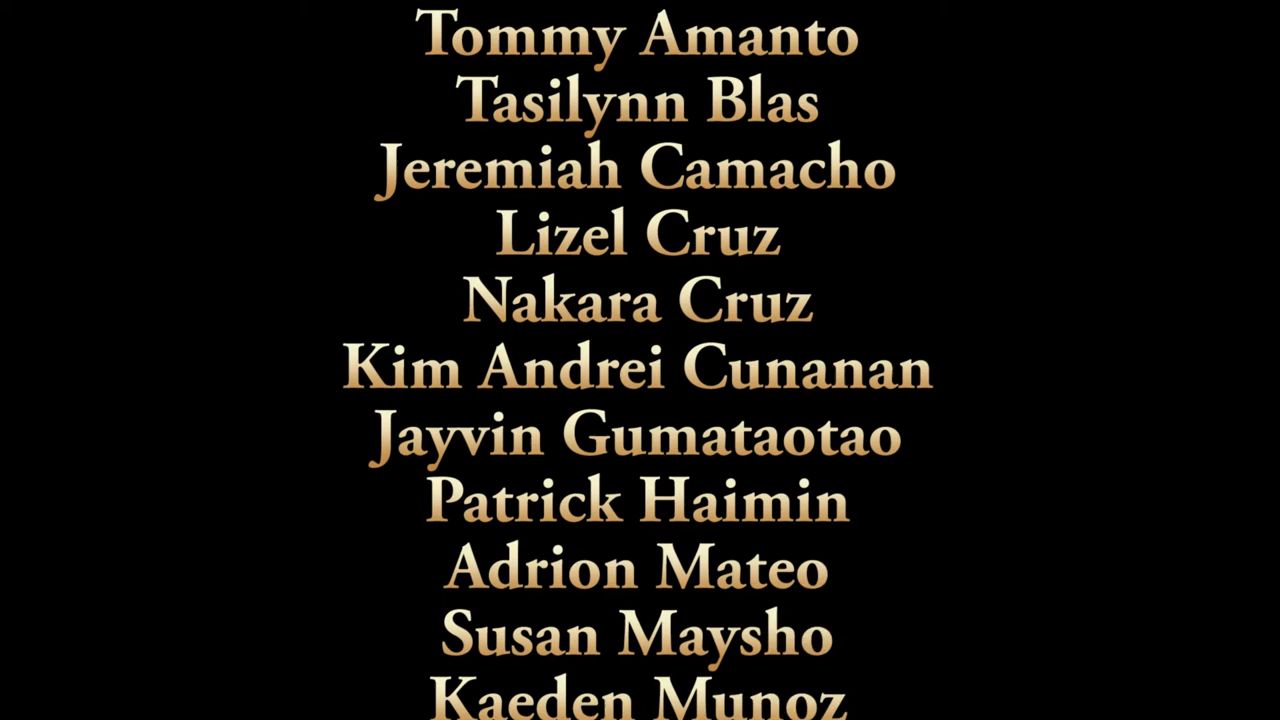 Tommy Amanto
Tasilynn Blas
Jeremiah Camacho
Lizel Cruz
Nakara Cruz
Kim Andrei Cunanan
Jayvin Gumataotao
Patrick Haimin
Adrion Mateo
Susan Maysho
Kaeden Munoz